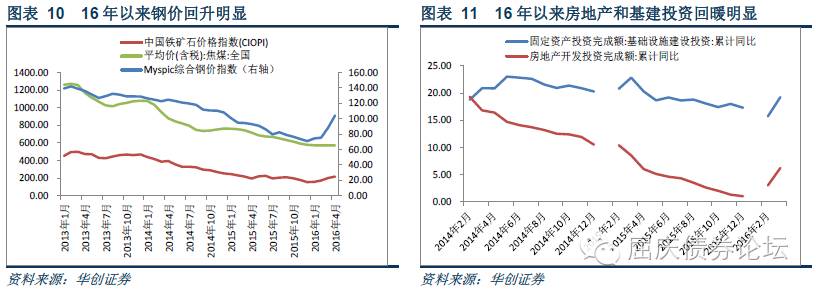 图表 10 16 年以来钢价回升明显
中国铁矿石价格指数(CIOPI)
平均价(含税):焦煤:全国
Myspic综合钢价指数（右轴）
1400.00
1200.00
1000.00
800.00
600.00
400.00
200.00
0.00
160.00
140.00
120.00
100.00
80.00
60.00
40.00
20.00
0.00
2013年1月
2013年4月
2013年7月
2013年10月
2014年1月
2014年4月
2014年7月
2014年10月
2015年1月
2015年4月
2015年7月
2015年10月
2016年1月
2016年4月
资料来源：华创证券
图表 11 16 年以来房地产和基建投资回暖明显
固定资产投资完成额:基础设施建设投资:累计同比
房地产开发投资完成额:累计同比
25.00
20.00
15.00
10.00
5.00
0.00
2014年2月
2014年4月
2014年6月
2014年8月
2014年10月
2014年12月
2015年2月
2015年4月
2015年6月
2015年8月
2015年10月
2015年12月
2016年2月
屈庆债券论坛
资料来源：华创证券